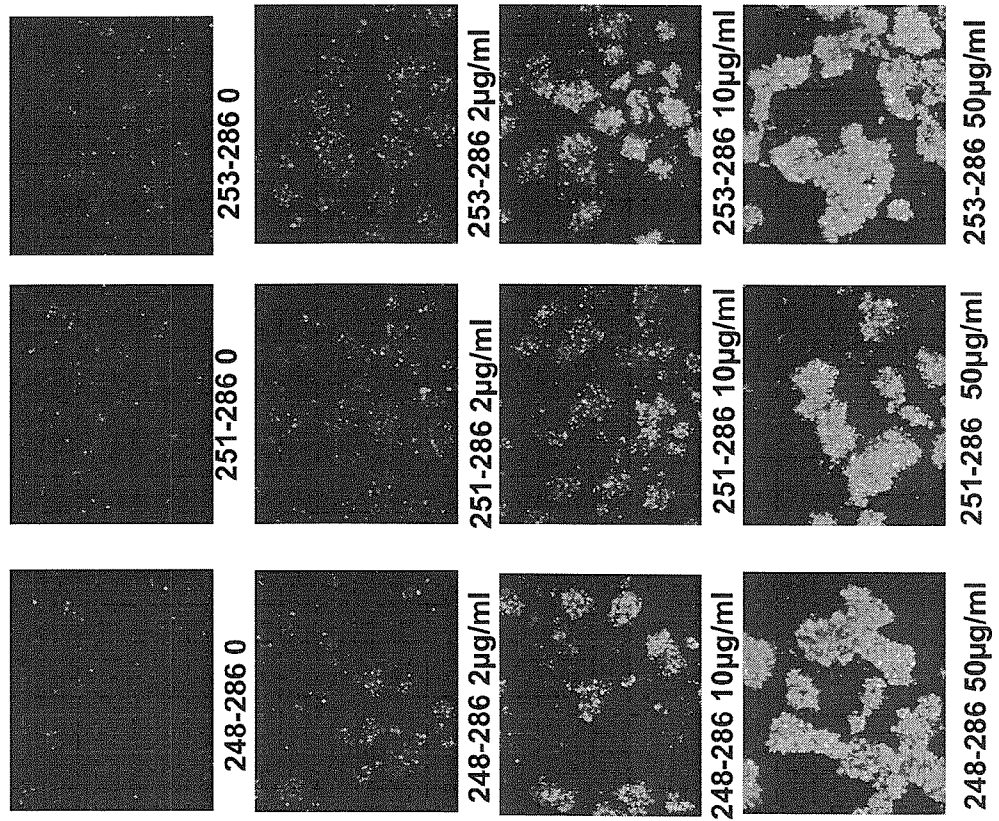 248-286 0
251-286 0
253-286 0
248-286 2µg/ml
251-286 2µg/ml
253-286 2µg/ml
248-286 10µg/ml
251-286 10µg/ml
253-286 10µg/ml
248-286 50µg/ml
251-286 50µg/ml
253-286 50µg/ml